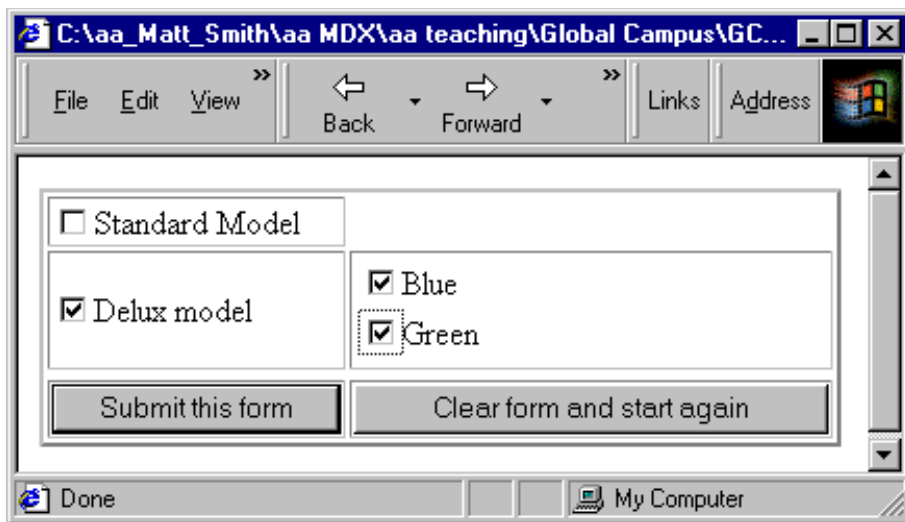 C:\aa_Matt_Smith\aa MDX\aa teaching\Global Campus\GC...
File Edit View » Back Forward » Links Address
Standard Model
Delux model
Blue
Green
Submit this form Clear form and start again
Done My Computer